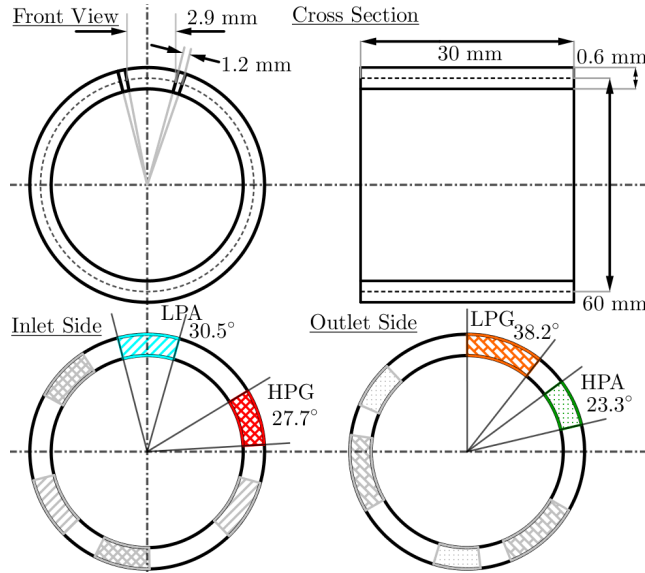 Front View
2.9 mm
1.2 mm
Cross Section
30 mm
0.6 mm
60 mm
Inlet Side
LPA
30.5°
HPG
27.7°
Outlet Side
LPG
38.2°
HPA
23.3°